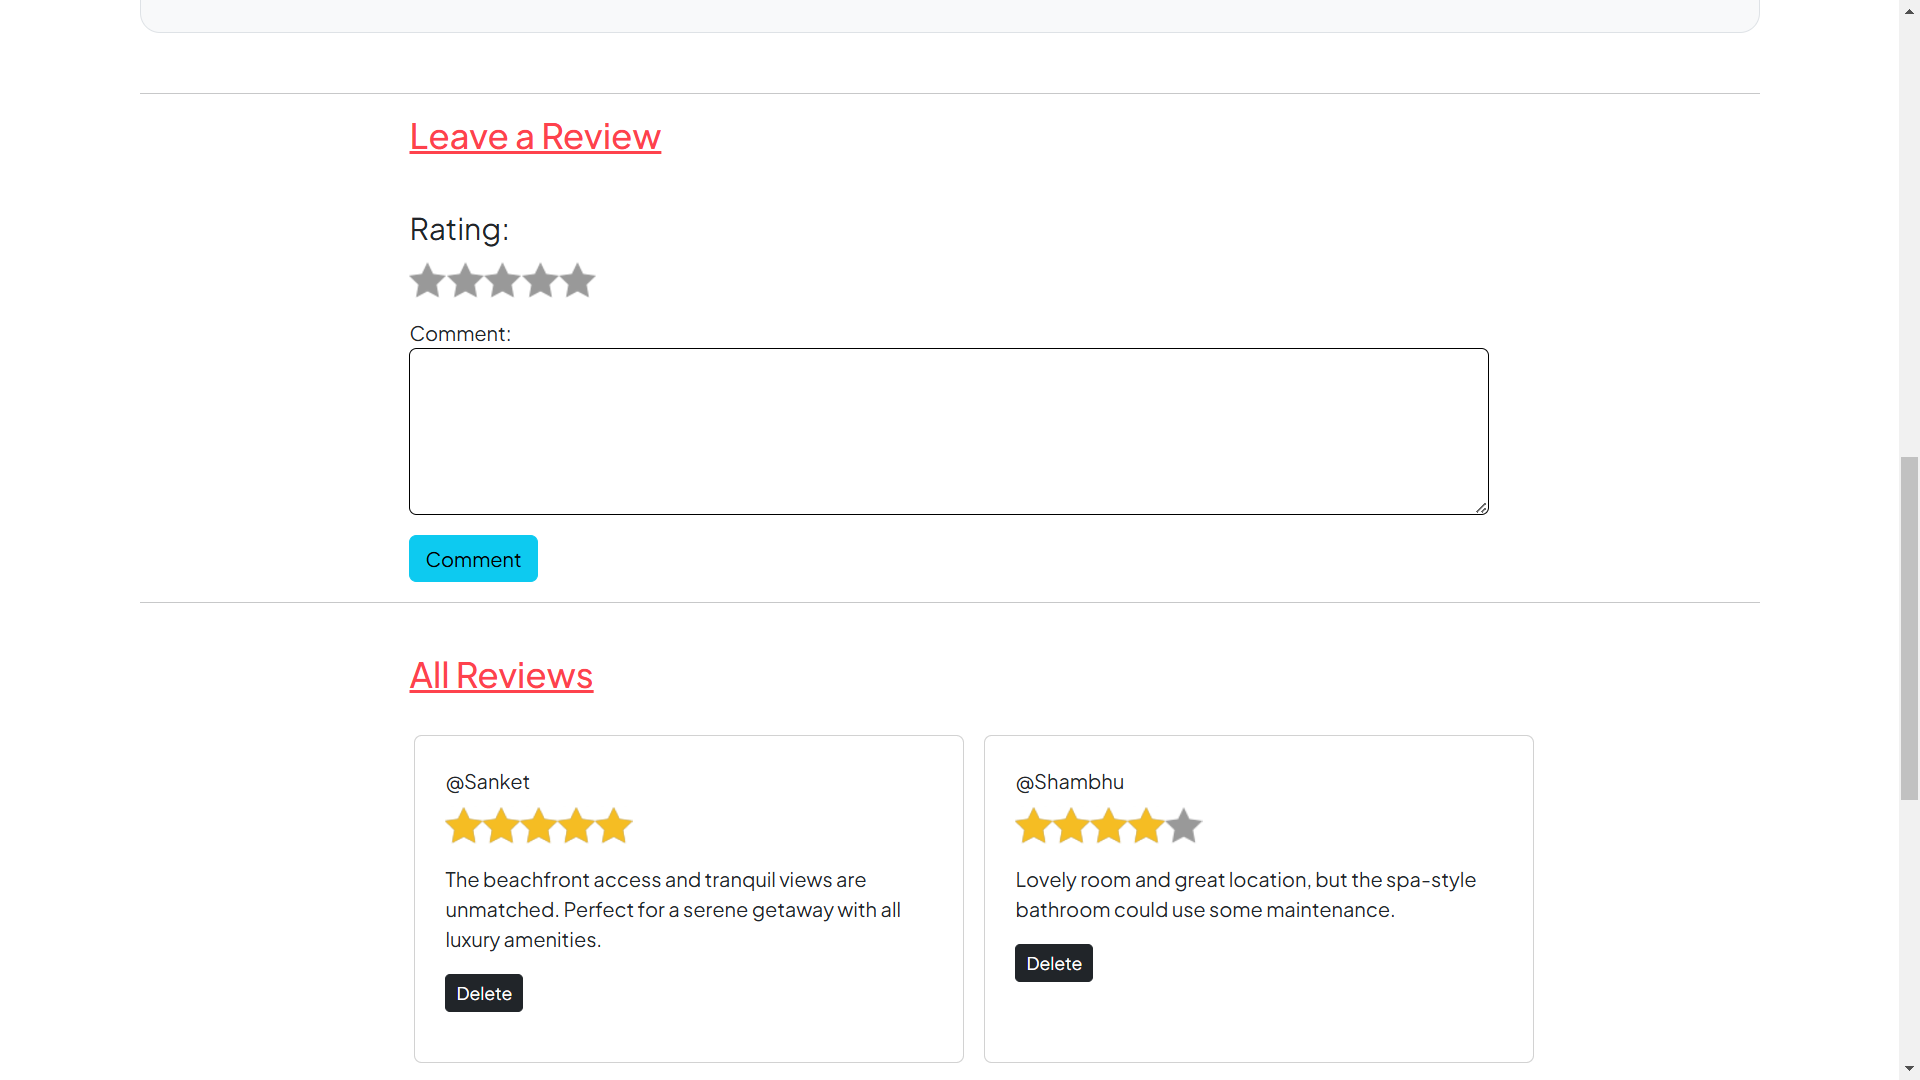 Leave a Review
Rating:
Comment:
Comment
All Reviews
@Sanket
The beachfront access and tranquil views are
unmatched. Perfect for a serene getaway with all
luxury amenities.
Delete
@Shambhu
Lovely room and great location, but the spa-style
bathroom could use some maintenance.
Delete